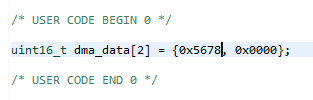 /* USER CODE BEGIN 0 */
uint16_t dma_data[2] = {0x5678, 0x0000};
/* USER CODE END 0 */